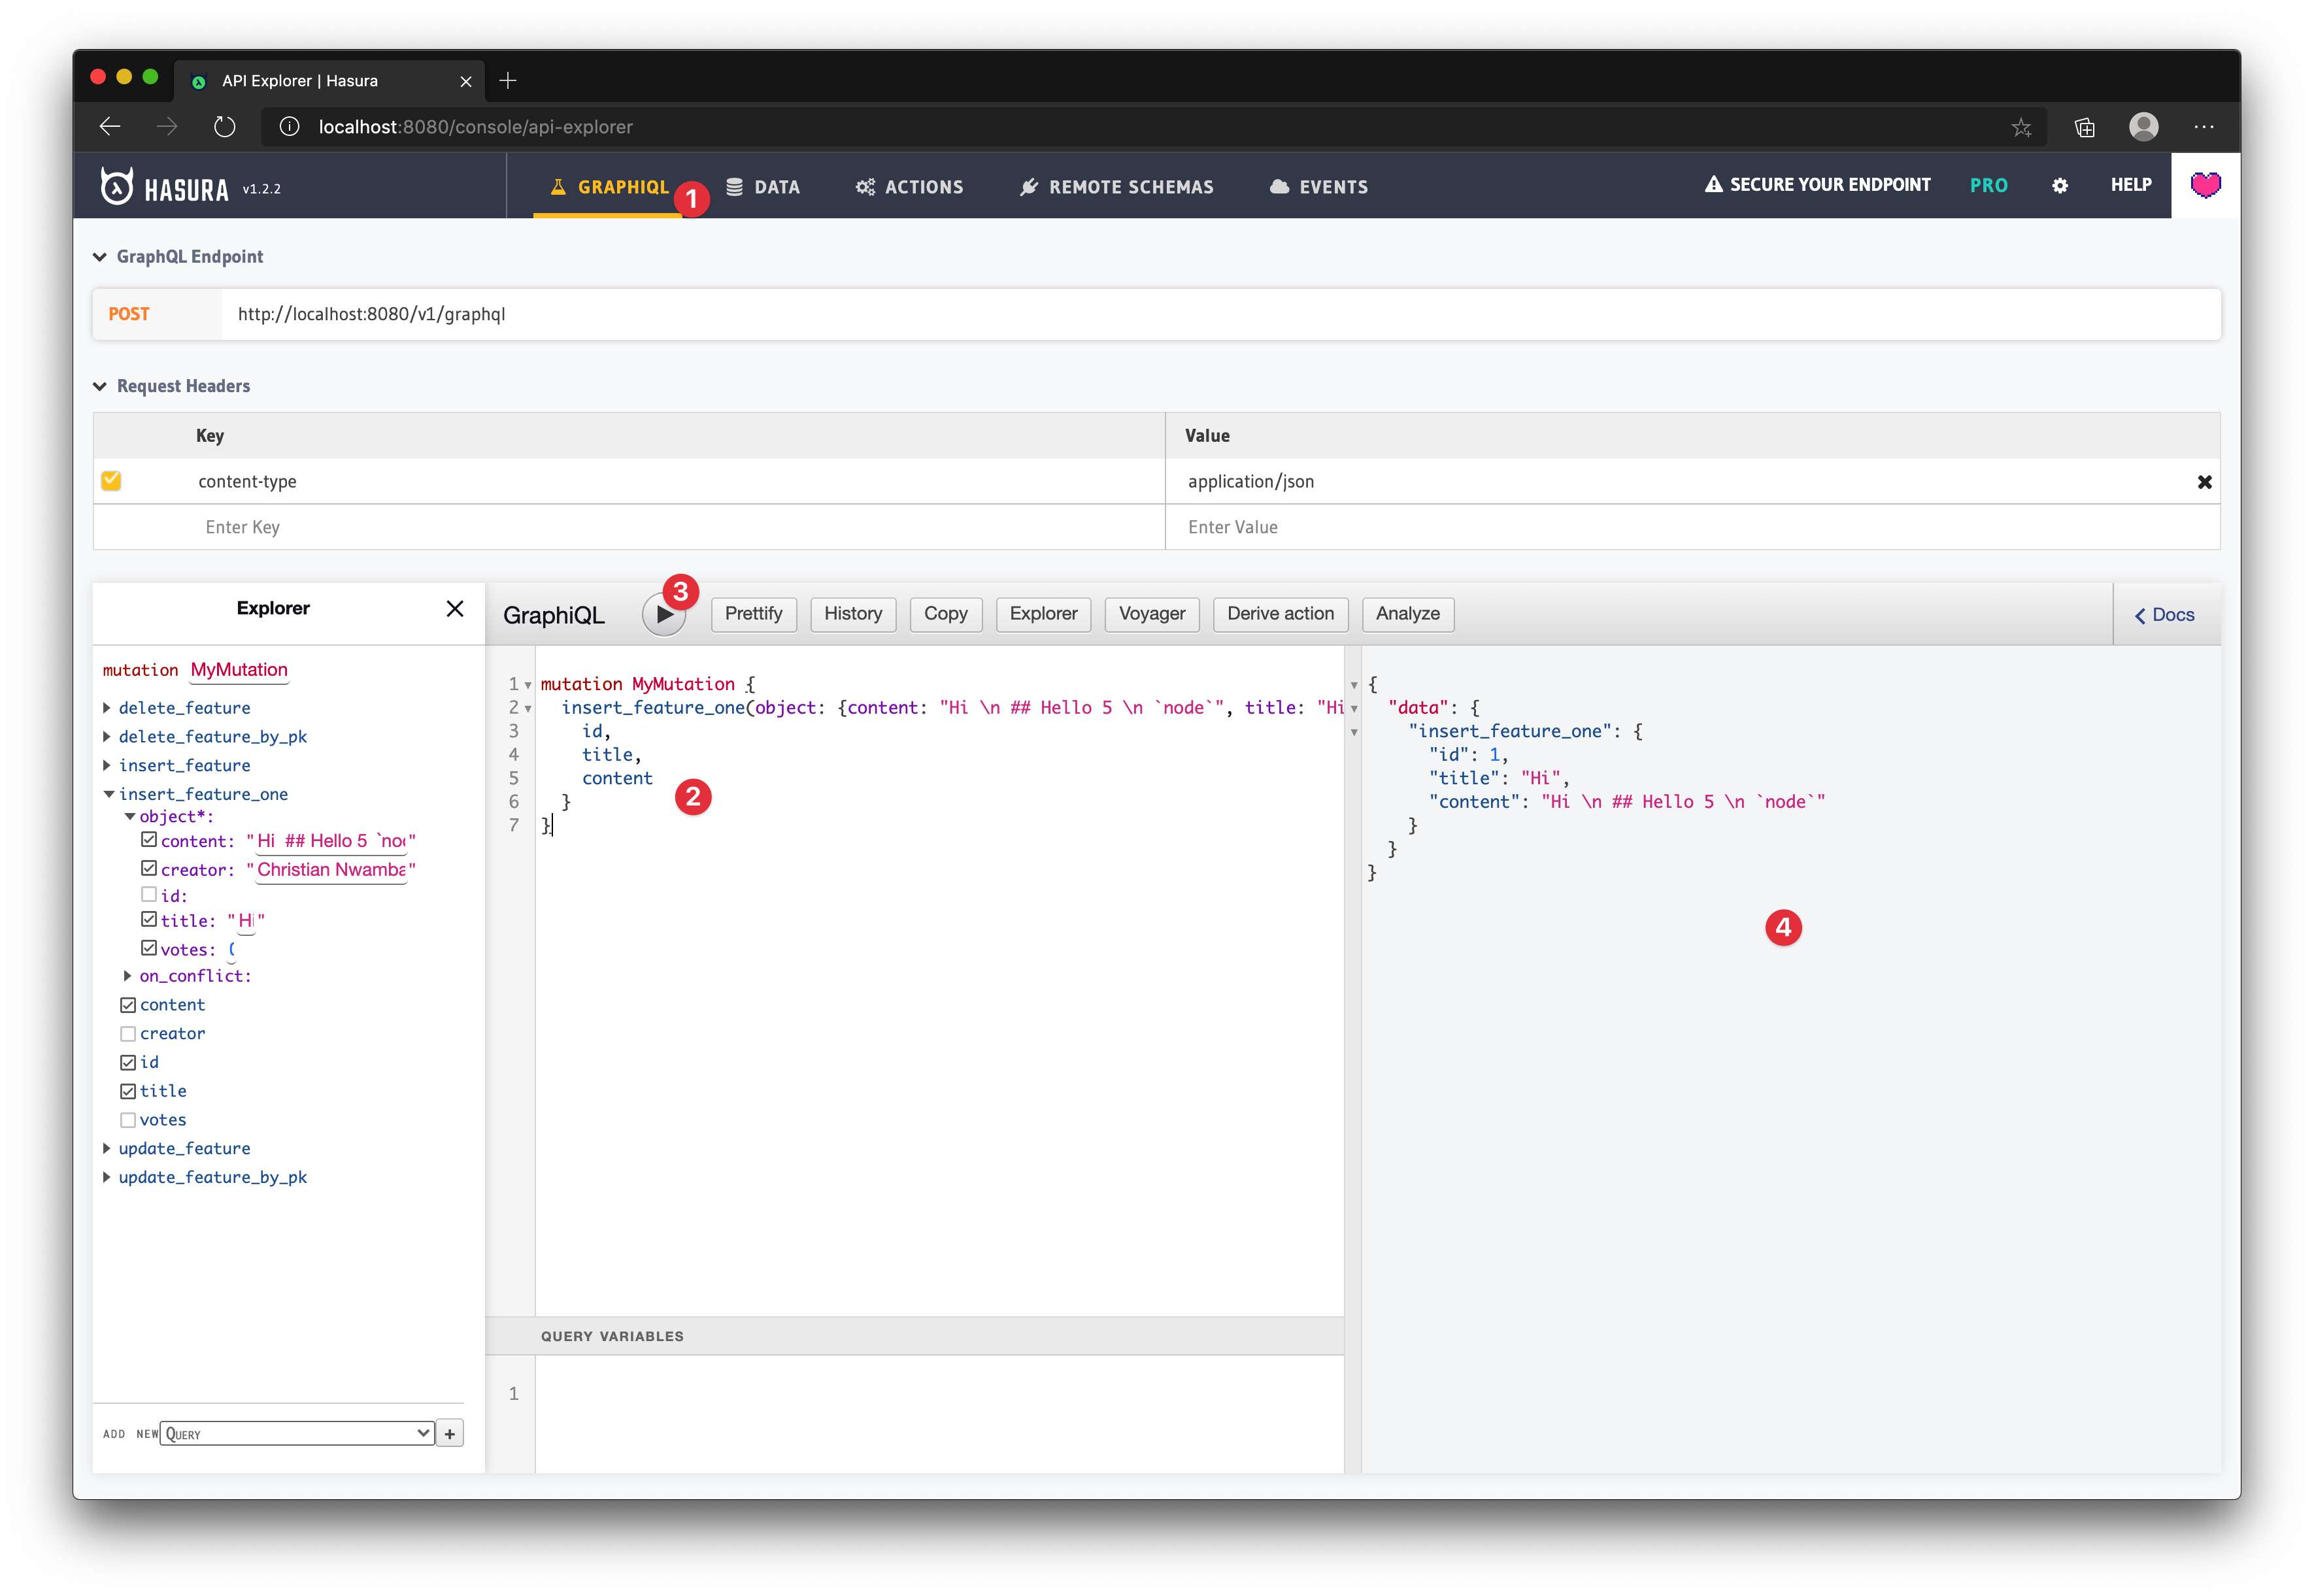 API Explorer | Hasura
localhost:8080/console/api-explorer
HASURA v1.2.2
GRAPHIQL 1 DATA ACTIONS REMOTE SCHEMAS EVENTS SECURE YOUR ENDPOINT PRO HELP
GraphQL Endpoint
POST http://localhost:8080/v1/graphql
Request Headers
Key Value
content-type application/json
Enter Key Enter Value
Explorer
mutation MyMutation
delete_feature
delete_feature_by_pk
insert_feature
insert_feature_one
object*:
content: "Hi ## Hello 5 `no"
creator: "Christian Nwamba"
id:
title: "Hi"
votes:
on_conflict:
content
creator
id
title
votes
update_feature
update_feature_by_pk
ADD NEW QUERY +
GraphiQL 3 Prettify History Copy Explorer Voyager Derive action Analyze Docs
1 mutation MyMutation {
2 insert_feature_one(object: {content: "Hi \n ## Hello 5 \n `node`", title: "Hi
3 id,
4 title,
5 content
2
6 }
7 }
QUERY VARIABLES
1
{
"data": {
"insert_feature_one": {
"id": 1,
"title": "Hi",
"content": "Hi \n ## Hello 5 \n `node`"
}
}
}
4